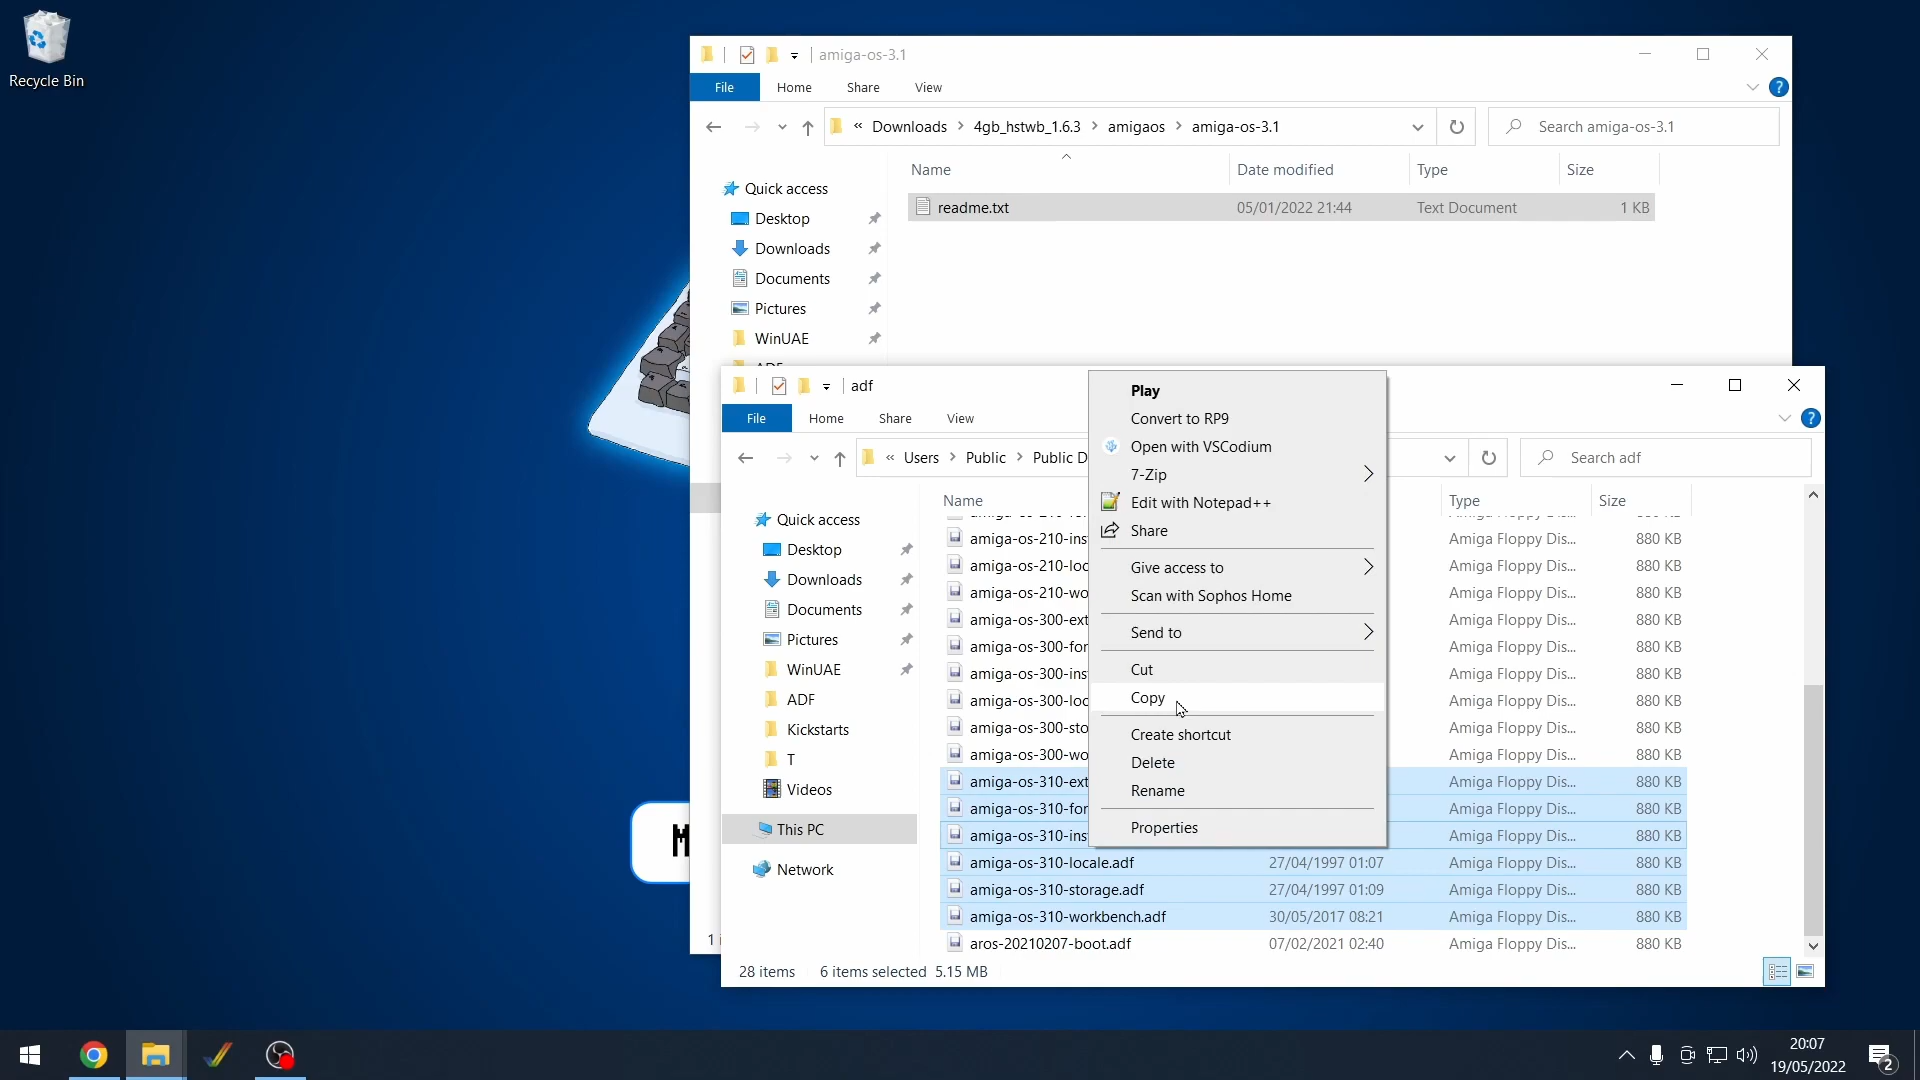 Recycle Bin
amiga-os-3.1
File Home Share View
« Downloads > 4gb_hstwb_1.6.3 > amigaos > amiga-os-3.1
Search amiga-os-3.1
Name Date modified Type Size
readme.txt 05/01/2022 21:44 Text Document 1 KB
Quick access
Desktop
Downloads
Documents
Pictures
WinUAE
adf
File Home Share View
« Users > Public > Public D
Search adf
Name Type Size
Quick access
Desktop
Downloads
Documents
Pictures
WinUAE
ADF
Kickstarts
T
Videos
This PC
Network
amiga-os-210-ins Amiga Floppy Dis... 880 KB
amiga-os-210-loc Amiga Floppy Dis... 880 KB
amiga-os-210-wo Amiga Floppy Dis... 880 KB
amiga-os-300-ext Amiga Floppy Dis... 880 KB
amiga-os-300-for Amiga Floppy Dis... 880 KB
amiga-os-300-ins Amiga Floppy Dis... 880 KB
amiga-os-300-loc Amiga Floppy Dis... 880 KB
amiga-os-300-sto Amiga Floppy Dis... 880 KB
amiga-os-300-wo Amiga Floppy Dis... 880 KB
amiga-os-310-ext Amiga Floppy Dis... 880 KB
amiga-os-310-for Amiga Floppy Dis... 880 KB
amiga-os-310-ins Amiga Floppy Dis... 880 KB
amiga-os-310-locale.adf 27/04/1997 01:07 Amiga Floppy Dis... 880 KB
amiga-os-310-storage.adf 27/04/1997 01:09 Amiga Floppy Dis... 880 KB
amiga-os-310-workbench.adf 30/05/2017 08:21 Amiga Floppy Dis... 880 KB
aros-20210207-boot.adf 07/02/2021 02:40 Amiga Floppy Dis... 880 KB
Play
Convert to RP9
Open with VSCodium
7-Zip
Edit with Notepad++
Share
Give access to
Scan with Sophos Home
Send to
Cut
Copy
Create shortcut
Delete
Rename
Properties
M
1 i
28 items 6 items selected 5.15 MB
20:07
19/05/2022
2